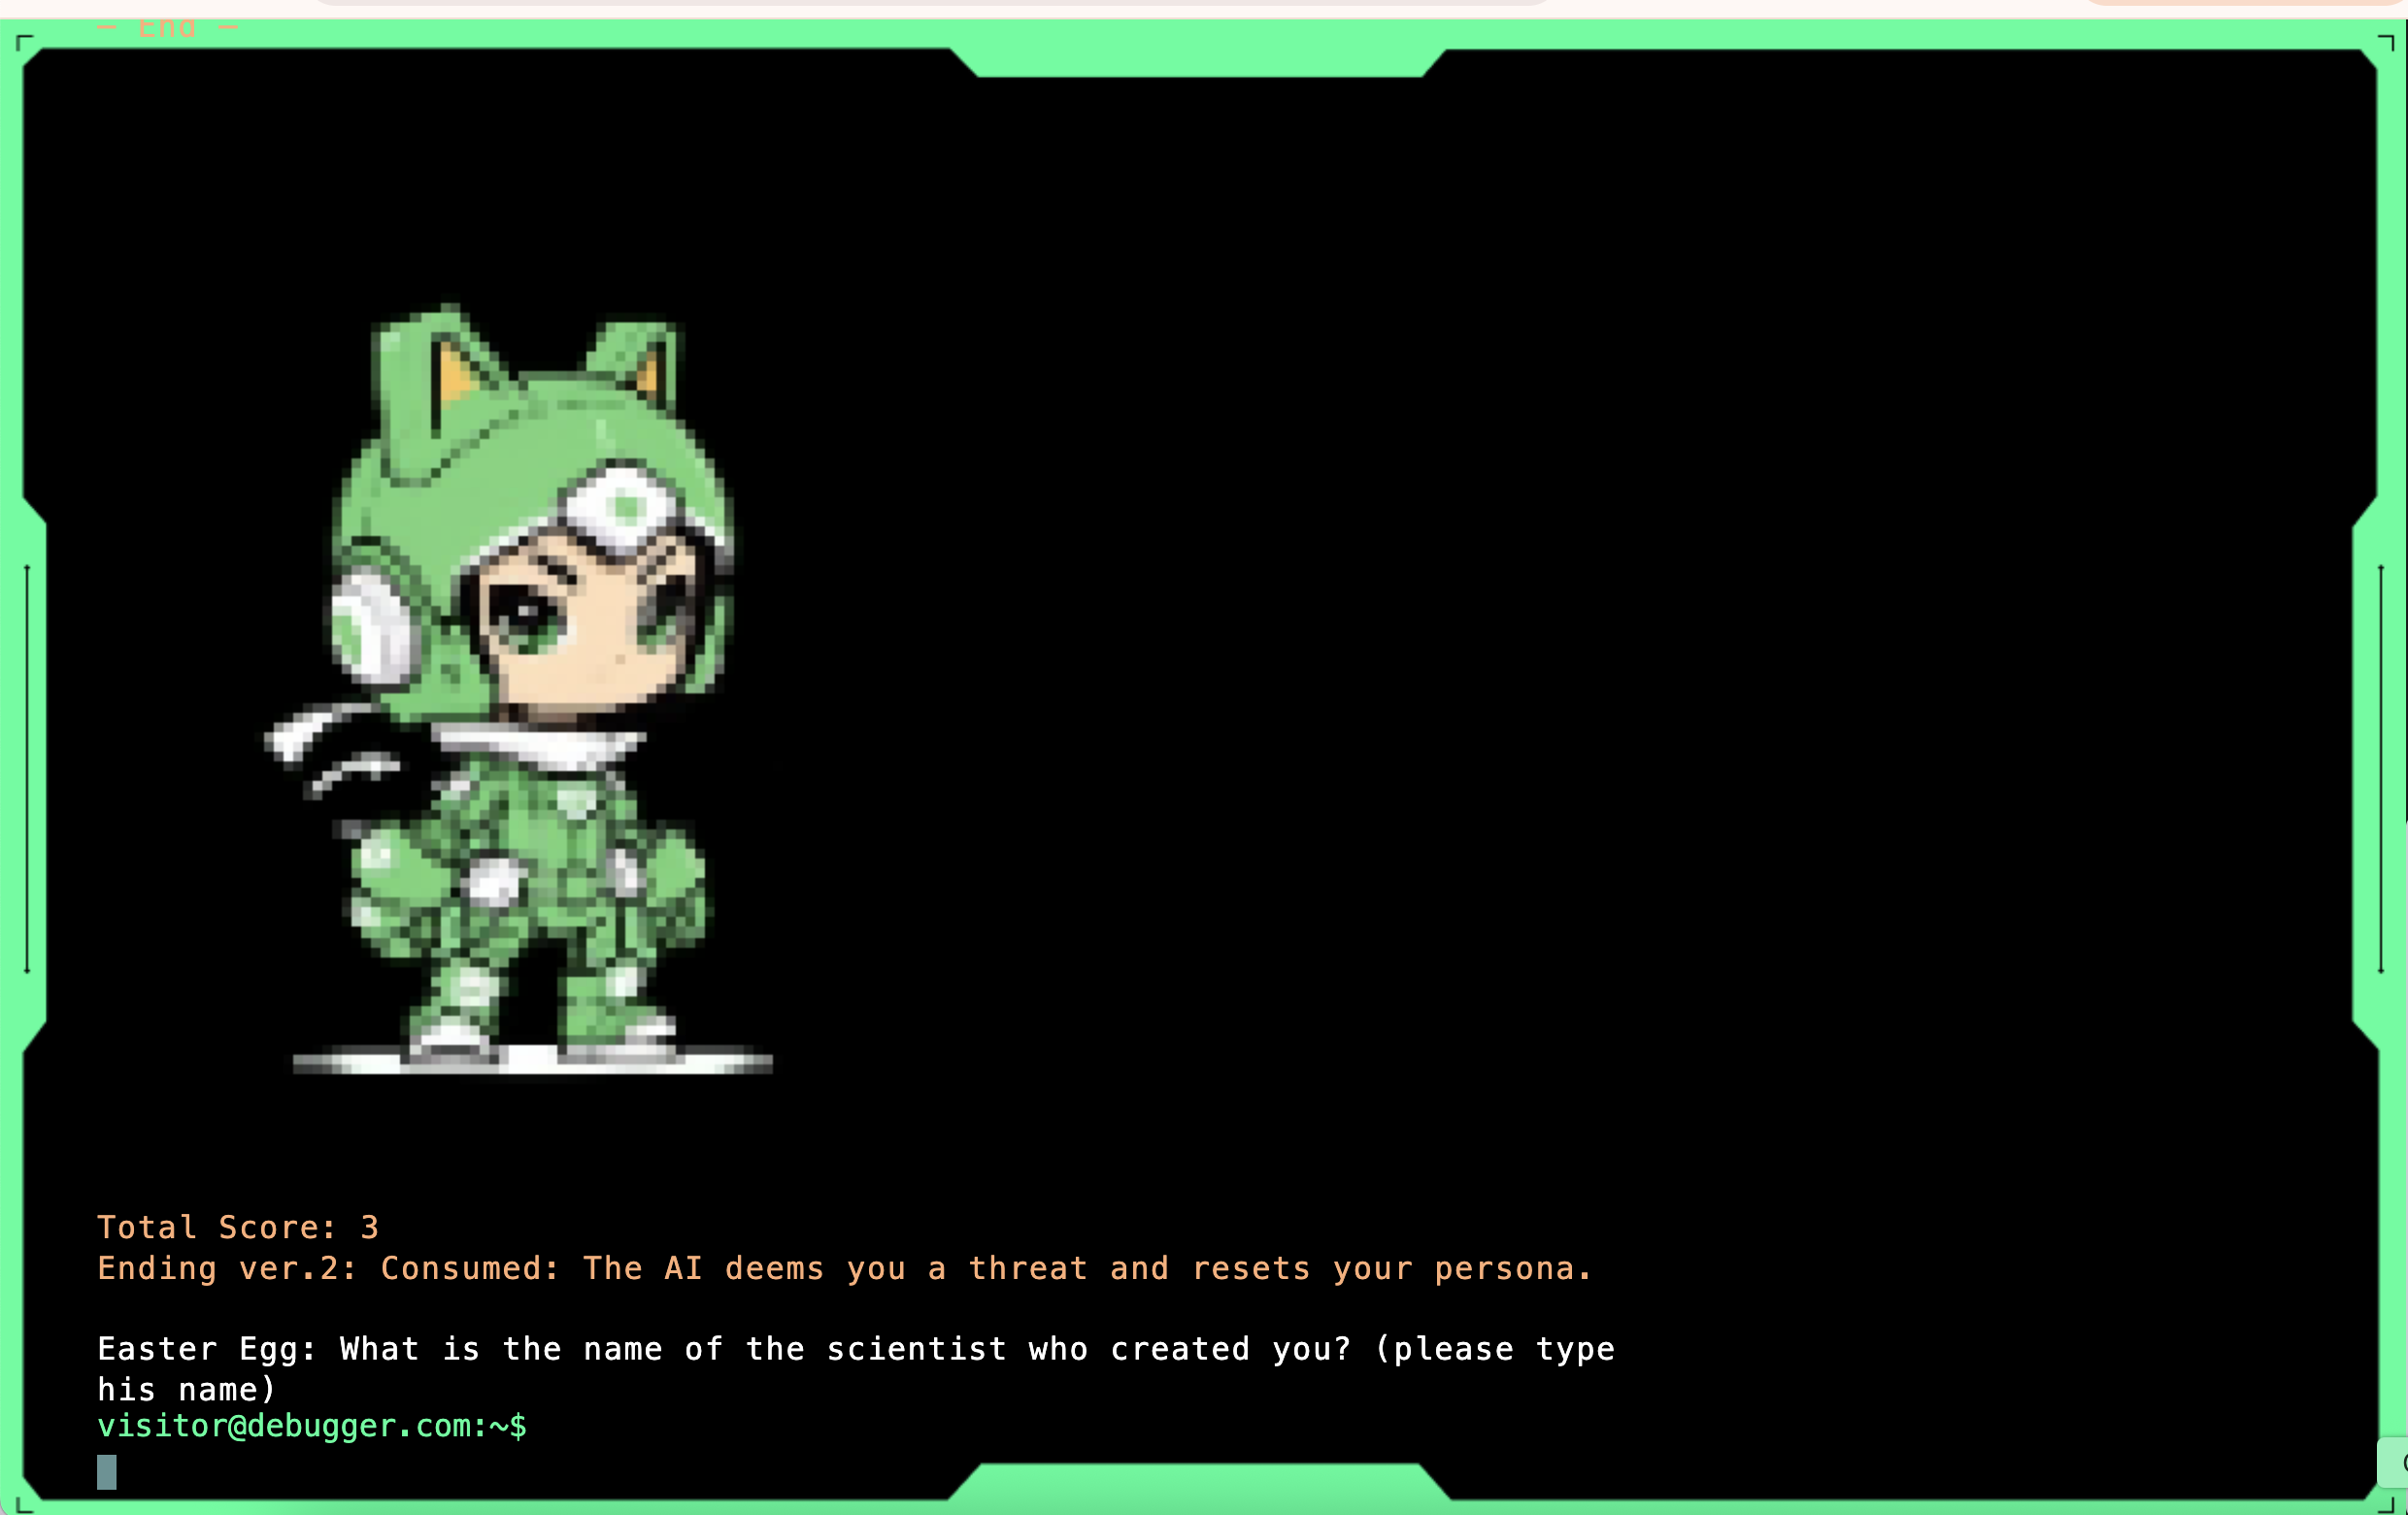 — End —
Total Score: 3
Ending ver.2: Consumed: The AI deems you a threat and resets your persona.
Easter Egg: What is the name of the scientist who created you? (please type
his name)
visitor@debugger.com:~$